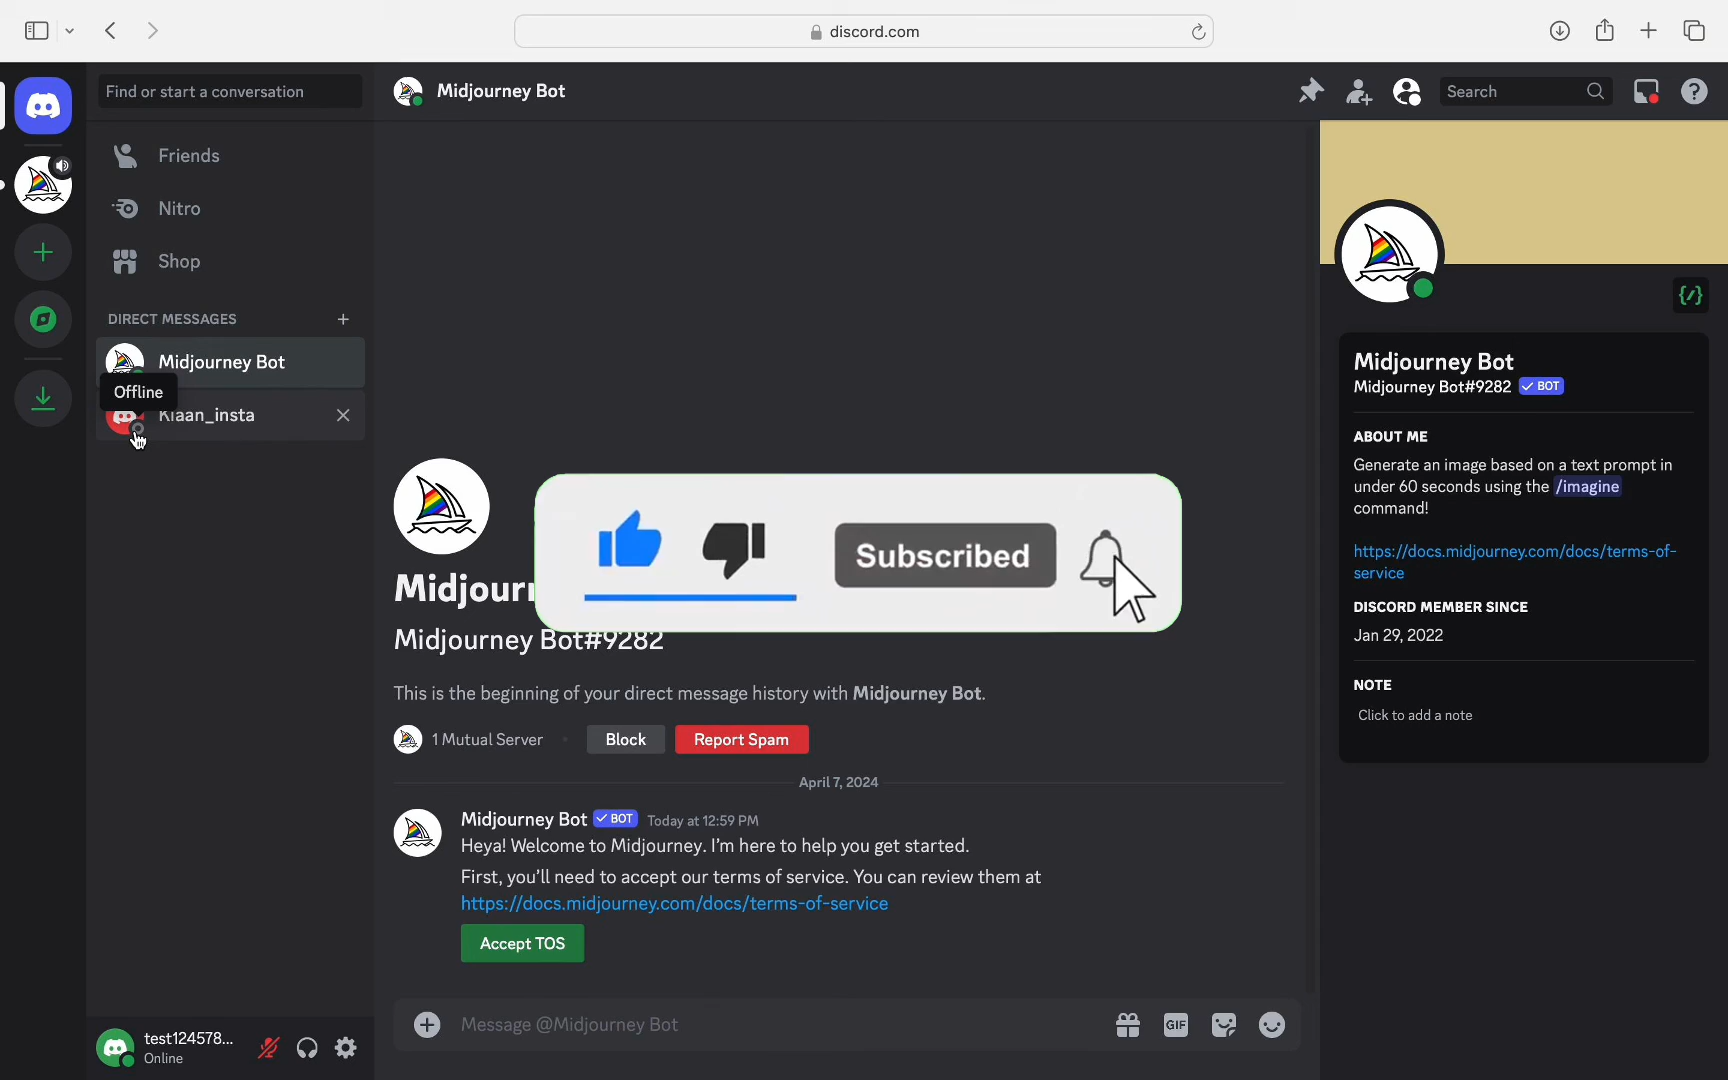 discord.com
Find or start a conversation
Midjourney Bot
Search
Friends
Nitro
Shop
DIRECT MESSAGES
Midjourney Bot
Offline
Klaan_insta
Midjourn
Midjourney Bot#9282
Subscribed
This is the beginning of your direct message history with Midjourney Bot.
1 Mutual Server
Block
Report Spam
April 7, 2024
Midjourney Bot BOT Today at 12:59 PM
Heya! Welcome to Midjourney. I'm here to help you get started.
First, you'll need to accept our terms of service. You can review them at
https://docs.midjourney.com/docs/terms-of-service
Accept TOS
Message @Midjourney Bot
GIF
test124578...
Online
Midjourney Bot
Midjourney Bot#9282 BOT
ABOUT ME
Generate an image based on a text prompt in
under 60 seconds using the /imagine
command!
https://docs.midjourney.com/docs/terms-of-
service
DISCORD MEMBER SINCE
Jan 29, 2022
NOTE
Click to add a note